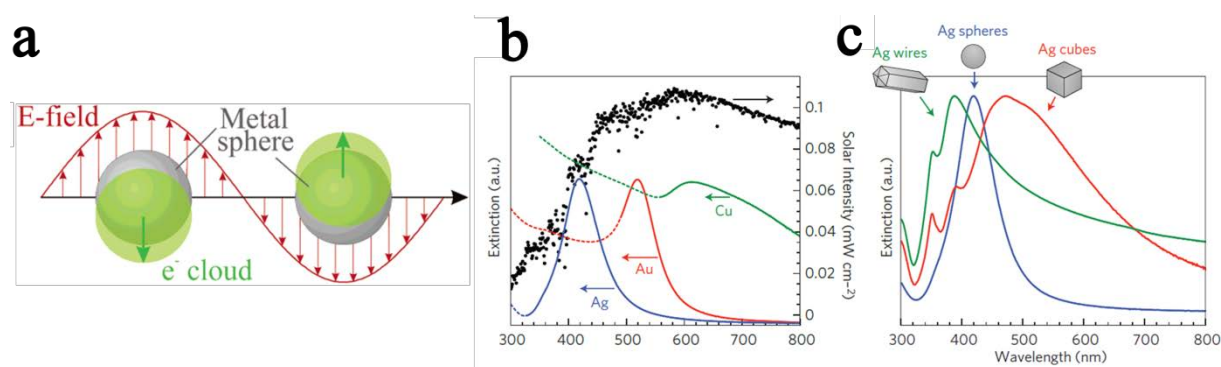 a
E-field
Metal
sphere
e⁻ cloud
b
Extinction (a.u.)
Cu
Au
Ag
0.1
0.08
0.06
0.04
0.02
0
Solar Intensity (mW cm⁻²)
300 400 500 600 700 800
c
Ag wires
Ag spheres
Ag cubes
Extinction (a.u.)
300 400 500 600 700 800
Wavelength (nm)